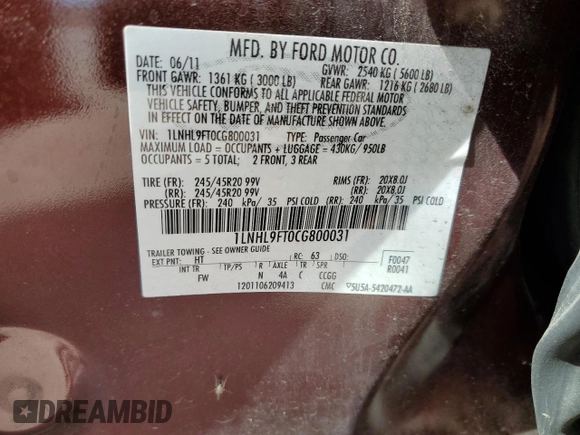 MFD. BY FORD MOTOR CO.
DATE: 06/11 GVWR: 2540 KG (5600 LB)
FRONT GAWR: 1361 KG (3000 LB) REAR GAWR: 1216 KG (2680 LB)
THIS VEHICLE CONFORMS TO ALL APPLICABLE FEDERAL MOTOR
VEHICLE SAFETY, BUMPER, AND THEFT PREVENTION STANDARDS
IN EFFECT ON THE DATE OF MANUFACTURE SHOWN ABOVE.
VIN: 1LNHL9FT0CG800031 TYPE: Passenger Car
MAXIMUM LOAD = OCCUPANTS + LUGGAGE = 430KG/950LB
OCCUPANTS = 5 TOTAL; 2 FRONT, 3 REAR
TIRE (FR): 245/45R20 99V RIMS (FR): 20X8.0J
(RR): 245/45R20 99V (RR): 20X8.0J
PRESSURE (FR): 240 kPa/ 35 PSI COLD (RR): 240 kPa/ 35 PSI COLD
1LNHL9FT0CG800031
TRAILER TOWING - SEE OWNER GUIDE
EXT PNT: HT RC: 63 DSO: F0047
R0041
INT TR TP/PS R AXLE TR SPR
FW N 4A C CCGG
1201106209413 CMC 5U5A-5420472-AA
DREAMBID